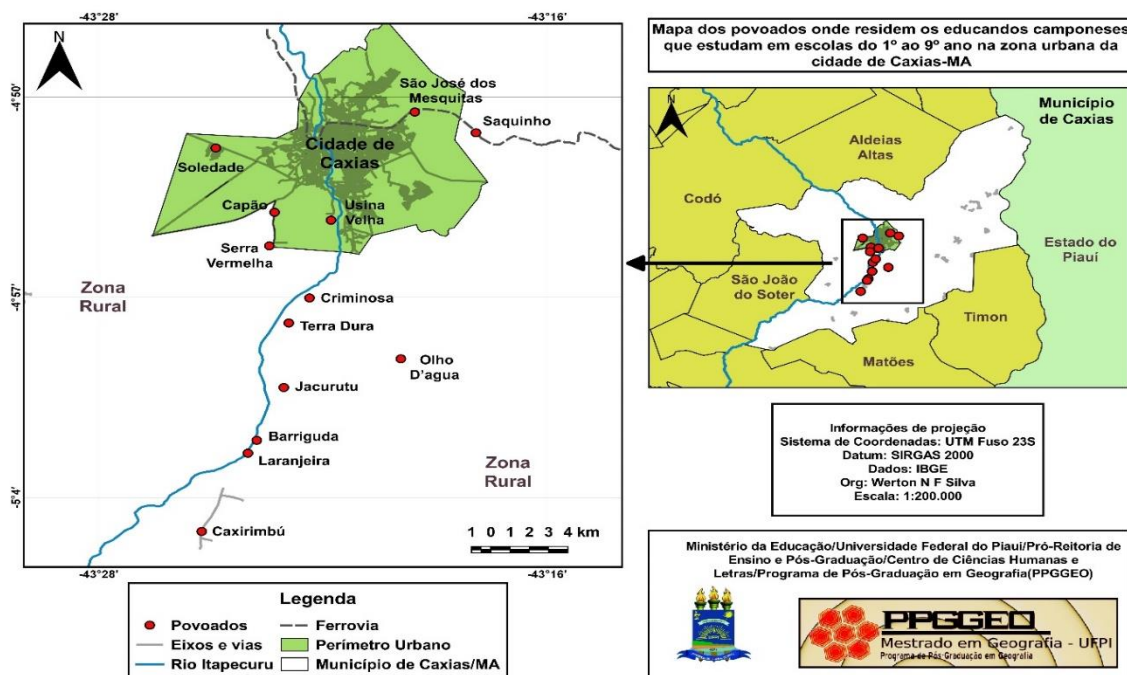 -43°28'
-43°16'
N
-4°50'
São José dos
Mesquitas
Saquinho
Cidade de
Caxias
Soledade
Capão
Usina
Velha
Serra
Vermelha
Zona
Rural
-4°57'
Criminosa
Terra Dura
Olho
D'agua
Jacurutu
Barriguda
Laranjeira
Zona
Rural
-5°4'
Caxirimbú
1 0 1 2 3 4 km
-43°28'
-43°16'
Legenda
Povoados
Ferrovia
Eixos e vias
Perímetro Urbano
Rio Itapecuru
Município de Caxias/MA
Mapa dos povoados onde residem os educandos camponeses
que estudam em escolas do 1º ao 9º ano na zona urbana da
cidade de Caxias-MA
N
Município
de Caxias
Aldeias
Altas
Codó
Estado do
Piauí
São João
do Soter
Timon
Matões
Informações de projeção
Sistema de Coordenadas: UTM Fuso 23S
Datum: SIRGAS 2000
Dados: IBGE
Org: Werton N F Silva
Escala: 1:200.000
Ministério da Educação/Universidade Federal do Piauí/Pró-Reitoria de
Ensino e Pós-Graduação/Centro de Ciências Humanas e
Letras/Programa de Pós-Graduação em Geografia(PPGGEO)
PPGGEO
Mestrado em Geografia - UFPI
Programa de Pós-Graduação em Geografia